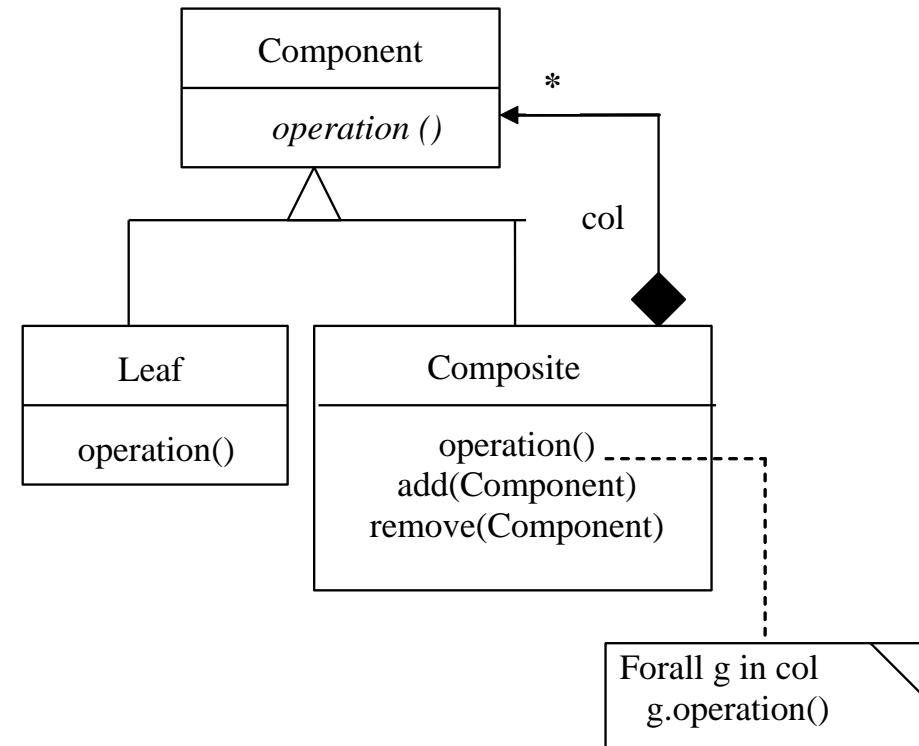 Component
*
operation ()
col
Leaf
Composite
operation()
operation()
add(Component)
remove(Component)
Forall g in col
g.operation()